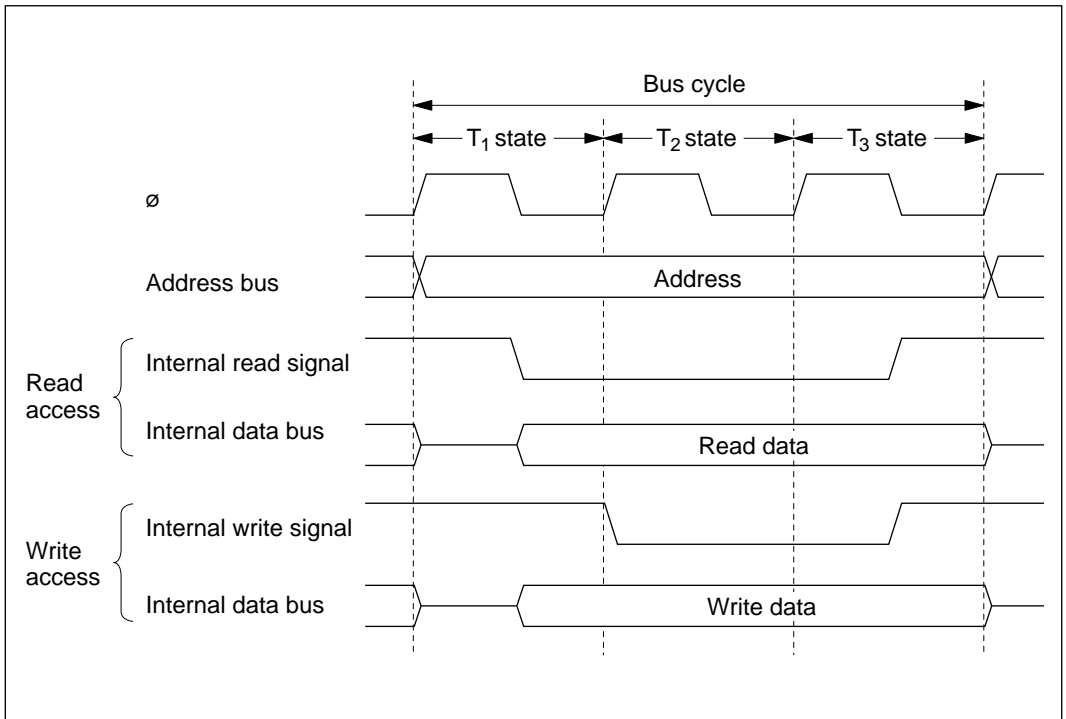 Bus cycle
T₁ state T₂ state T₃ state
ø
Address bus Address
Internal read signal
Read access
Internal data bus Read data
Internal write signal
Write access
Internal data bus Write data